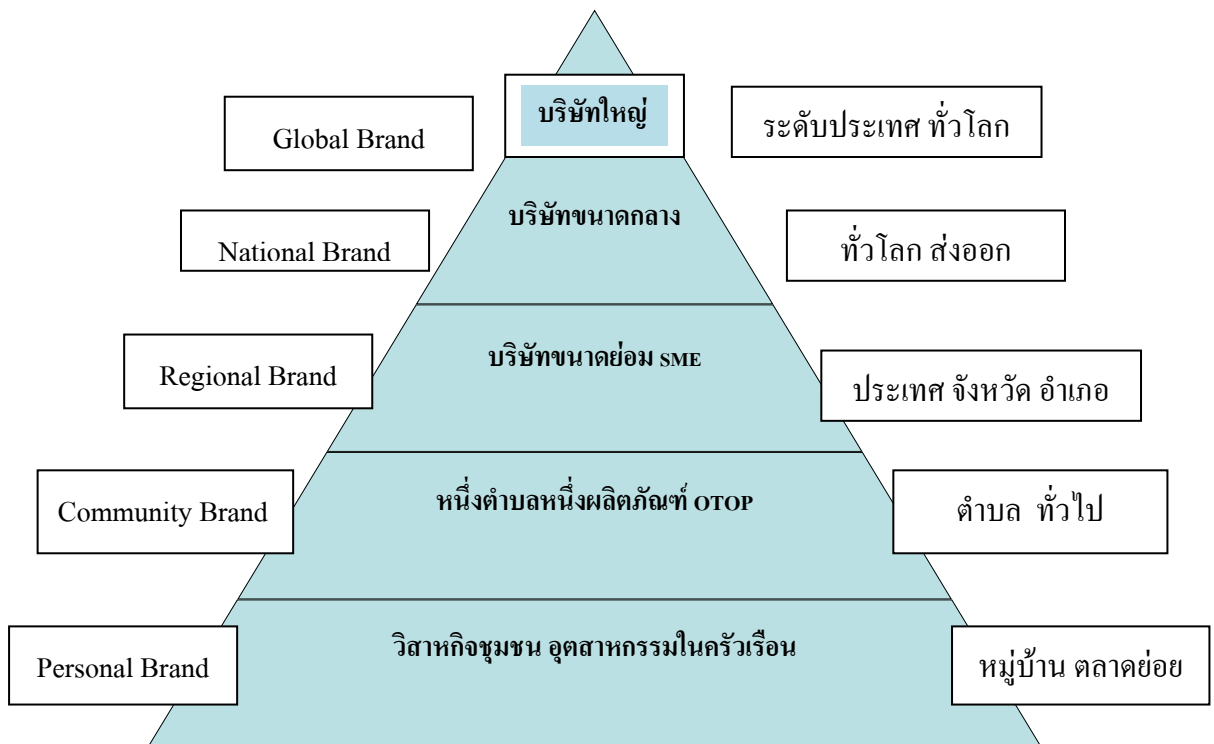 บริษัทใหญ่
Global Brand
ระดับประเทศ ทั่วโลก
บริษัทขนาดกลาง
National Brand
ทั่วโลก ส่งออก
บริษัทขนาดย่อม SME
Regional Brand
ประเทศ จังหวัด อำเภอ
หนึ่งตำบลหนึ่งผลิตภัณฑ์ OTOP
Community Brand
ตำบล ทั่วไป
วิสาหกิจชุมชน อุตสาหกรรมในครัวเรือน
Personal Brand
หมู่บ้าน ตลาดย่อย